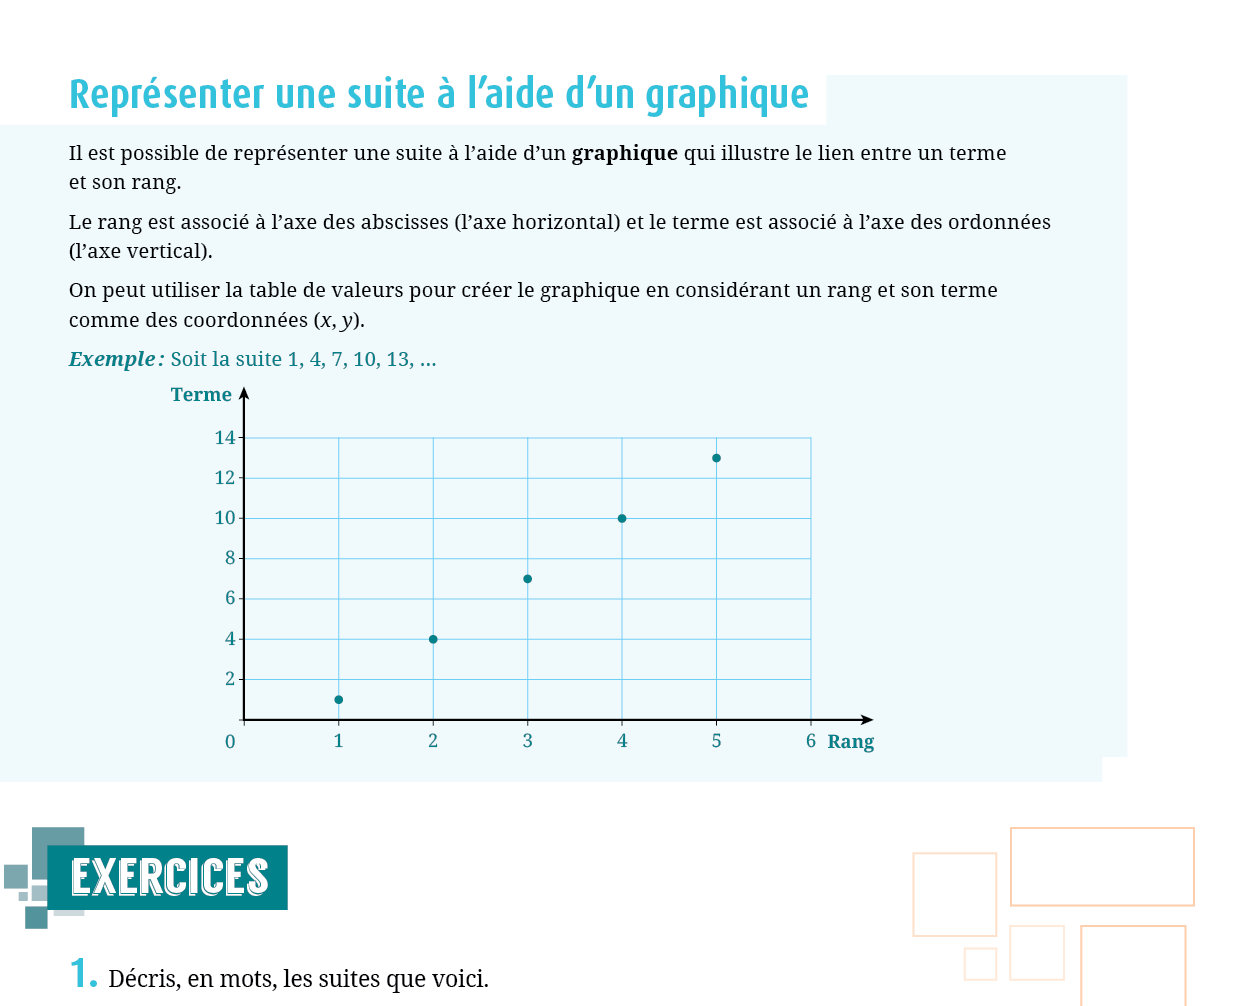 Représenter une suite à l’aide d’un graphique
Il est possible de représenter une suite à l’aide d’un graphique qui illustre le lien entre un terme
et son rang.
Le rang est associé à l’axe des abscisses (l’axe horizontal) et le terme est associé à l’axe des ordonnées
(l’axe vertical).
On peut utiliser la table de valeurs pour créer le graphique en considérant un rang et son terme
comme des coordonnées (x, y).
Exemple : Soit la suite 1, 4, 7, 10, 13, …
Terme
14
12
10
8
6
4
2
0 1 2 3 4 5 6 Rang
EXERCICES
1. Décris, en mots, les suites que voici.